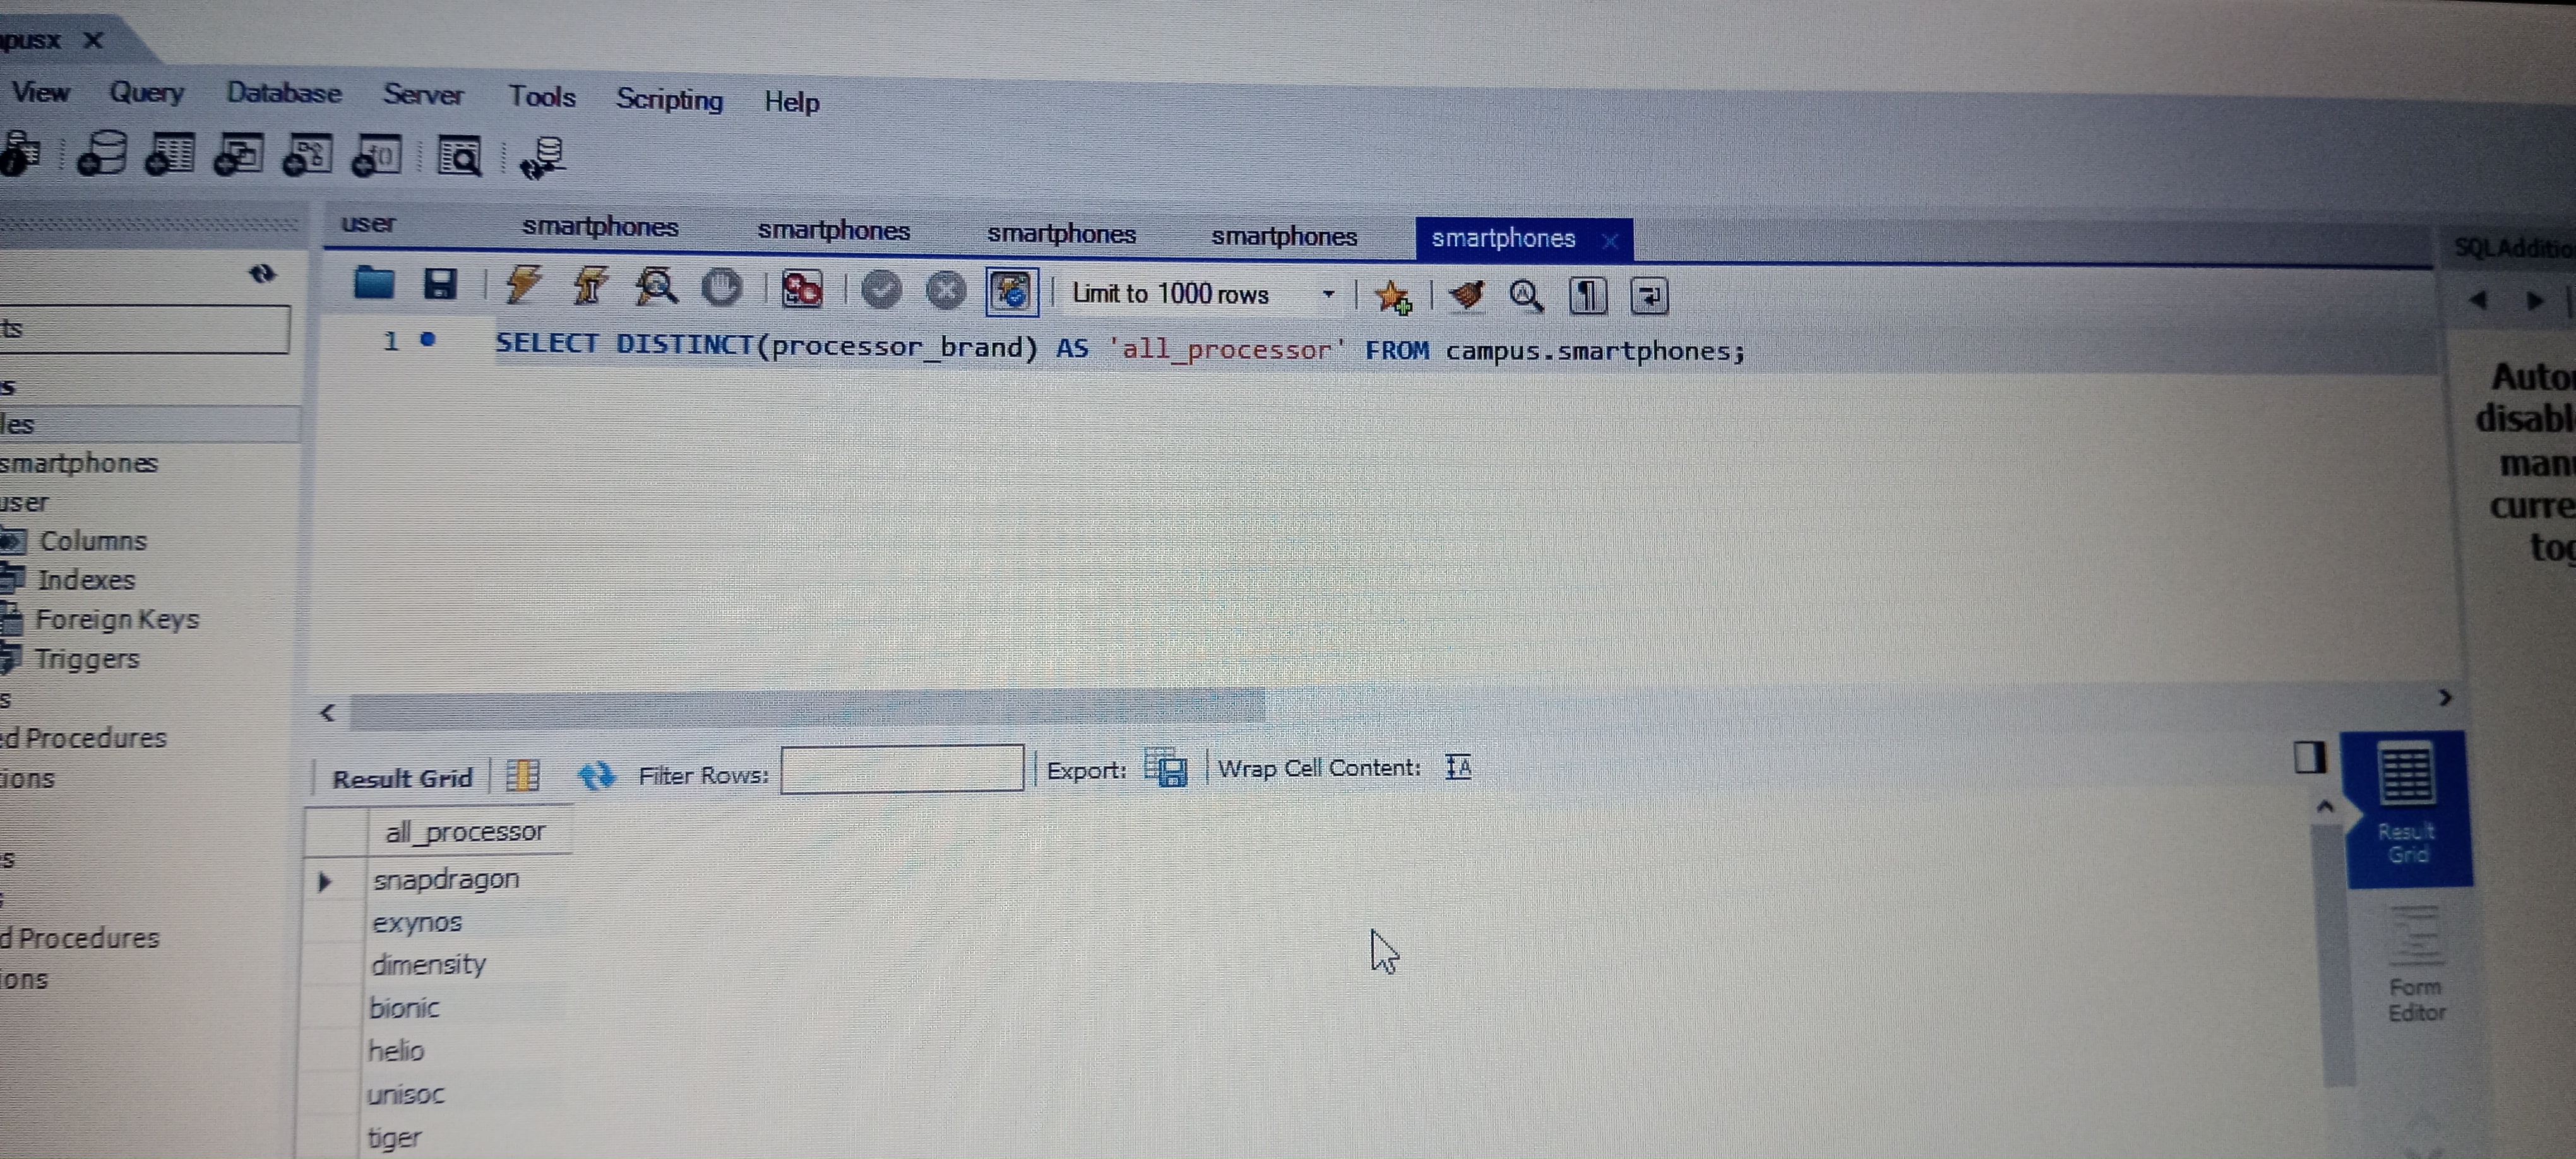 pusx X
View Query Database Server Tools Scripting Help
user smartphones smartphones smartphones smartphones smartphones X
SQLAdditio
Limit to 1000 rows
1 SELECT DISTINCT(processor_brand) AS 'all_processor' FROM campus.smartphones;
ts
s
les
smartphones
user
Columns
Indexes
Foreign Keys
Triggers
s
d Procedures
ions
s
d Procedures
ions
Autor
disabl
man
curre
tog
Result Grid Filter Rows: Export: Wrap Cell Content: IA
all_processor
snapdragon
exynos
dimensity
bionic
helio
unisoc
tiger
Result
Grid
Form
Editor